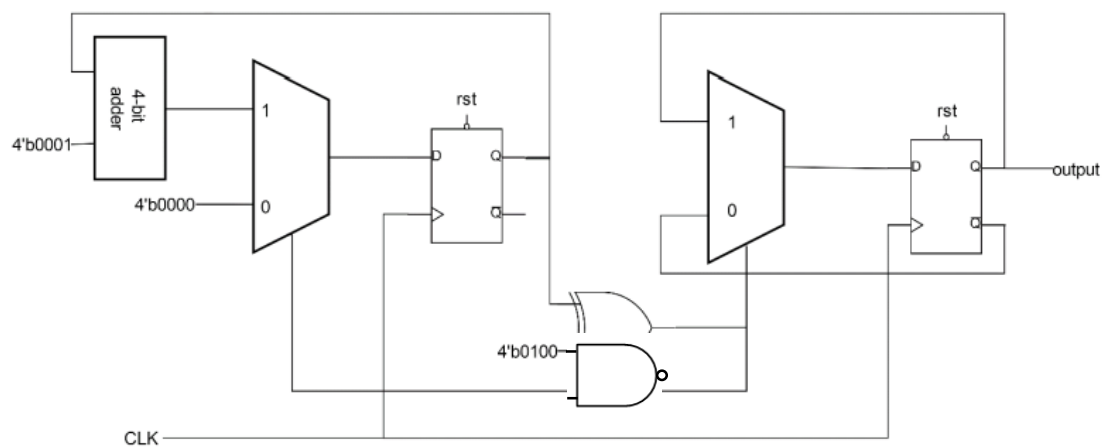 4-bit
adder
4'b0001
4'b0000
1
0
rst
D
Q
Q
1
0
rst
D
Q
Q
output
4'b0100
CLK